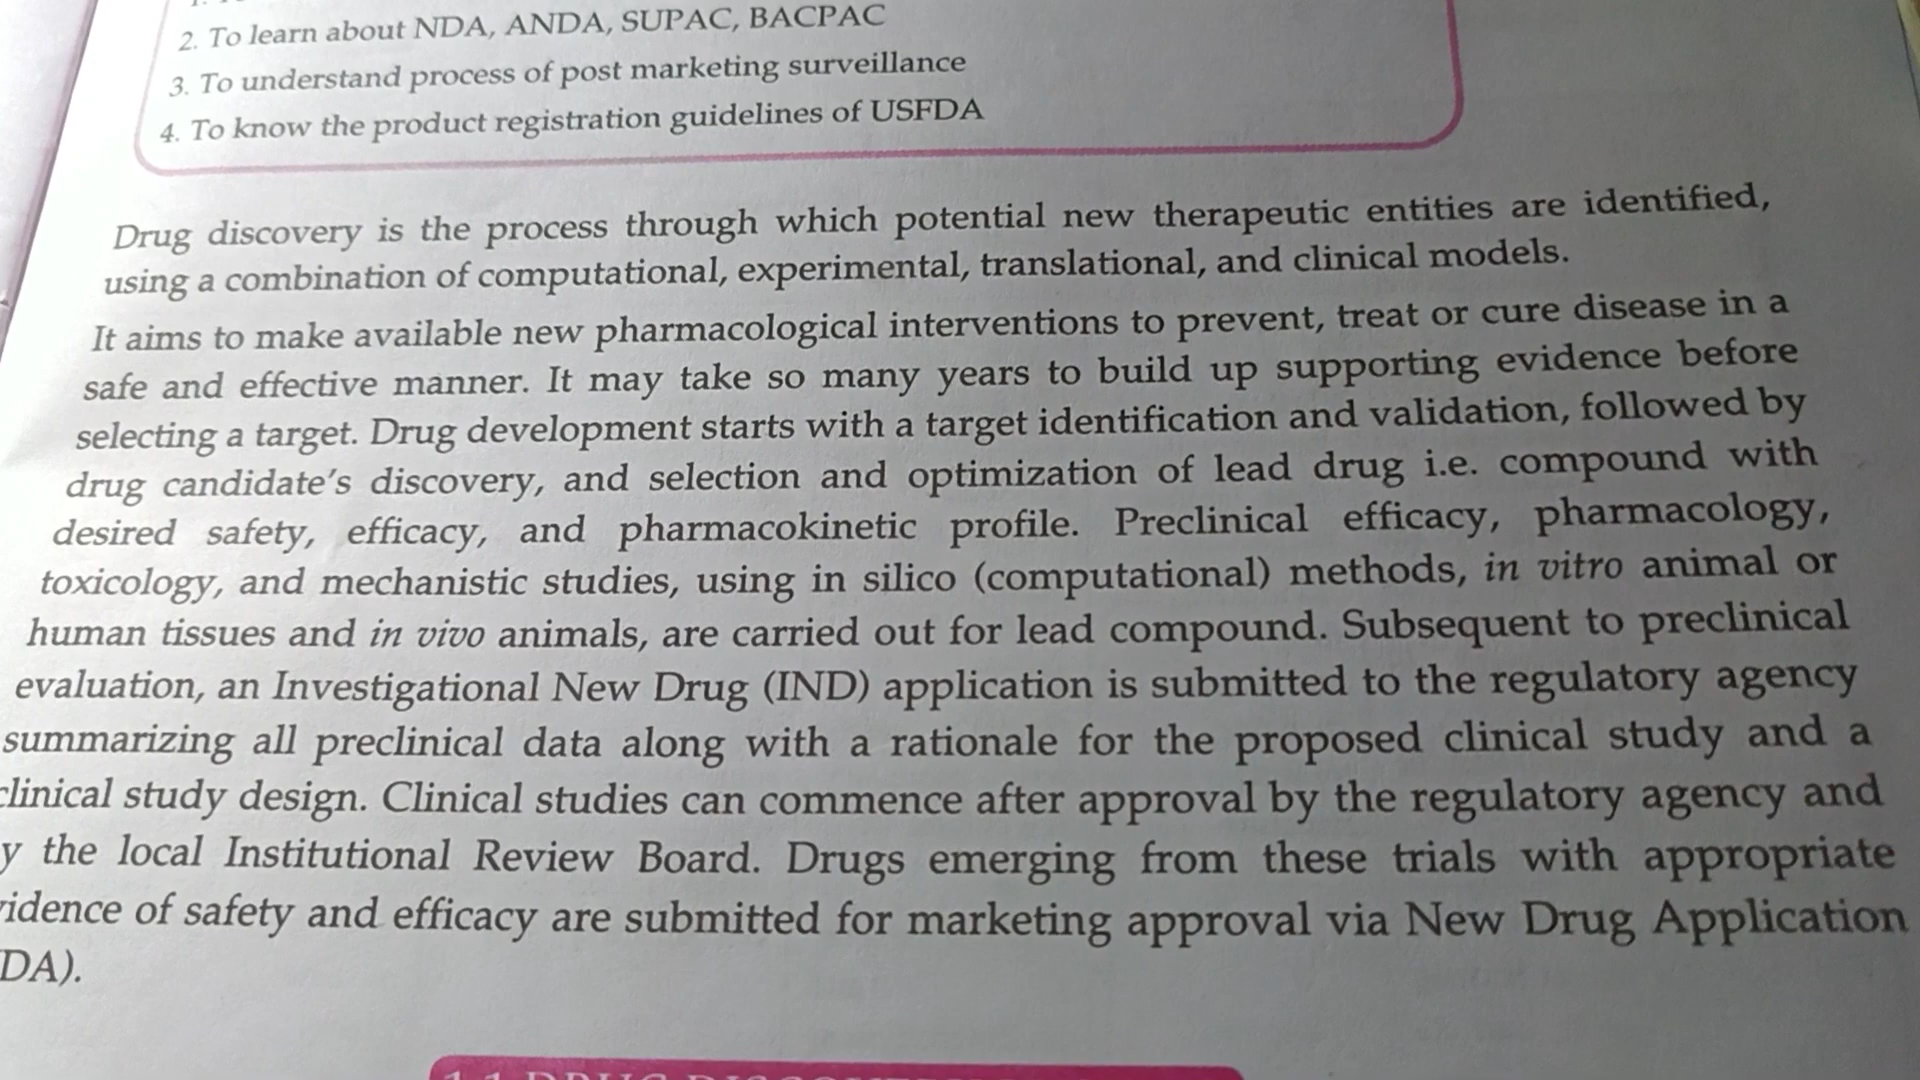 2. To learn about NDA, ANDA, SUPAC, BACPAC
3. To understand process of post marketing surveillance
4. To know the product registration guidelines of USFDA
Drug discovery is the process through which potential new therapeutic entities are identified,
using a combination of computational, experimental, translational, and clinical models.
It aims to make available new pharmacological interventions to prevent, treat or cure disease in a
safe and effective manner. It may take so many years to build up supporting evidence before
selecting a target. Drug development starts with a target identification and validation, followed by
drug candidate's discovery, and selection and optimization of lead drug i.e. compound with
desired safety, efficacy, and pharmacokinetic profile. Preclinical efficacy, pharmacology,
toxicology, and mechanistic studies, using in silico (computational) methods, in vitro animal or
human tissues and in vivo animals, are carried out for lead compound. Subsequent to preclinical
evaluation, an Investigational New Drug (IND) application is submitted to the regulatory agency
summarizing all preclinical data along with a rationale for the proposed clinical study and a
clinical study design. Clinical studies can commence after approval by the regulatory agency and
y the local Institutional Review Board. Drugs emerging from these trials with appropriate
idence of safety and efficacy are submitted for marketing approval via New Drug Application
DA).